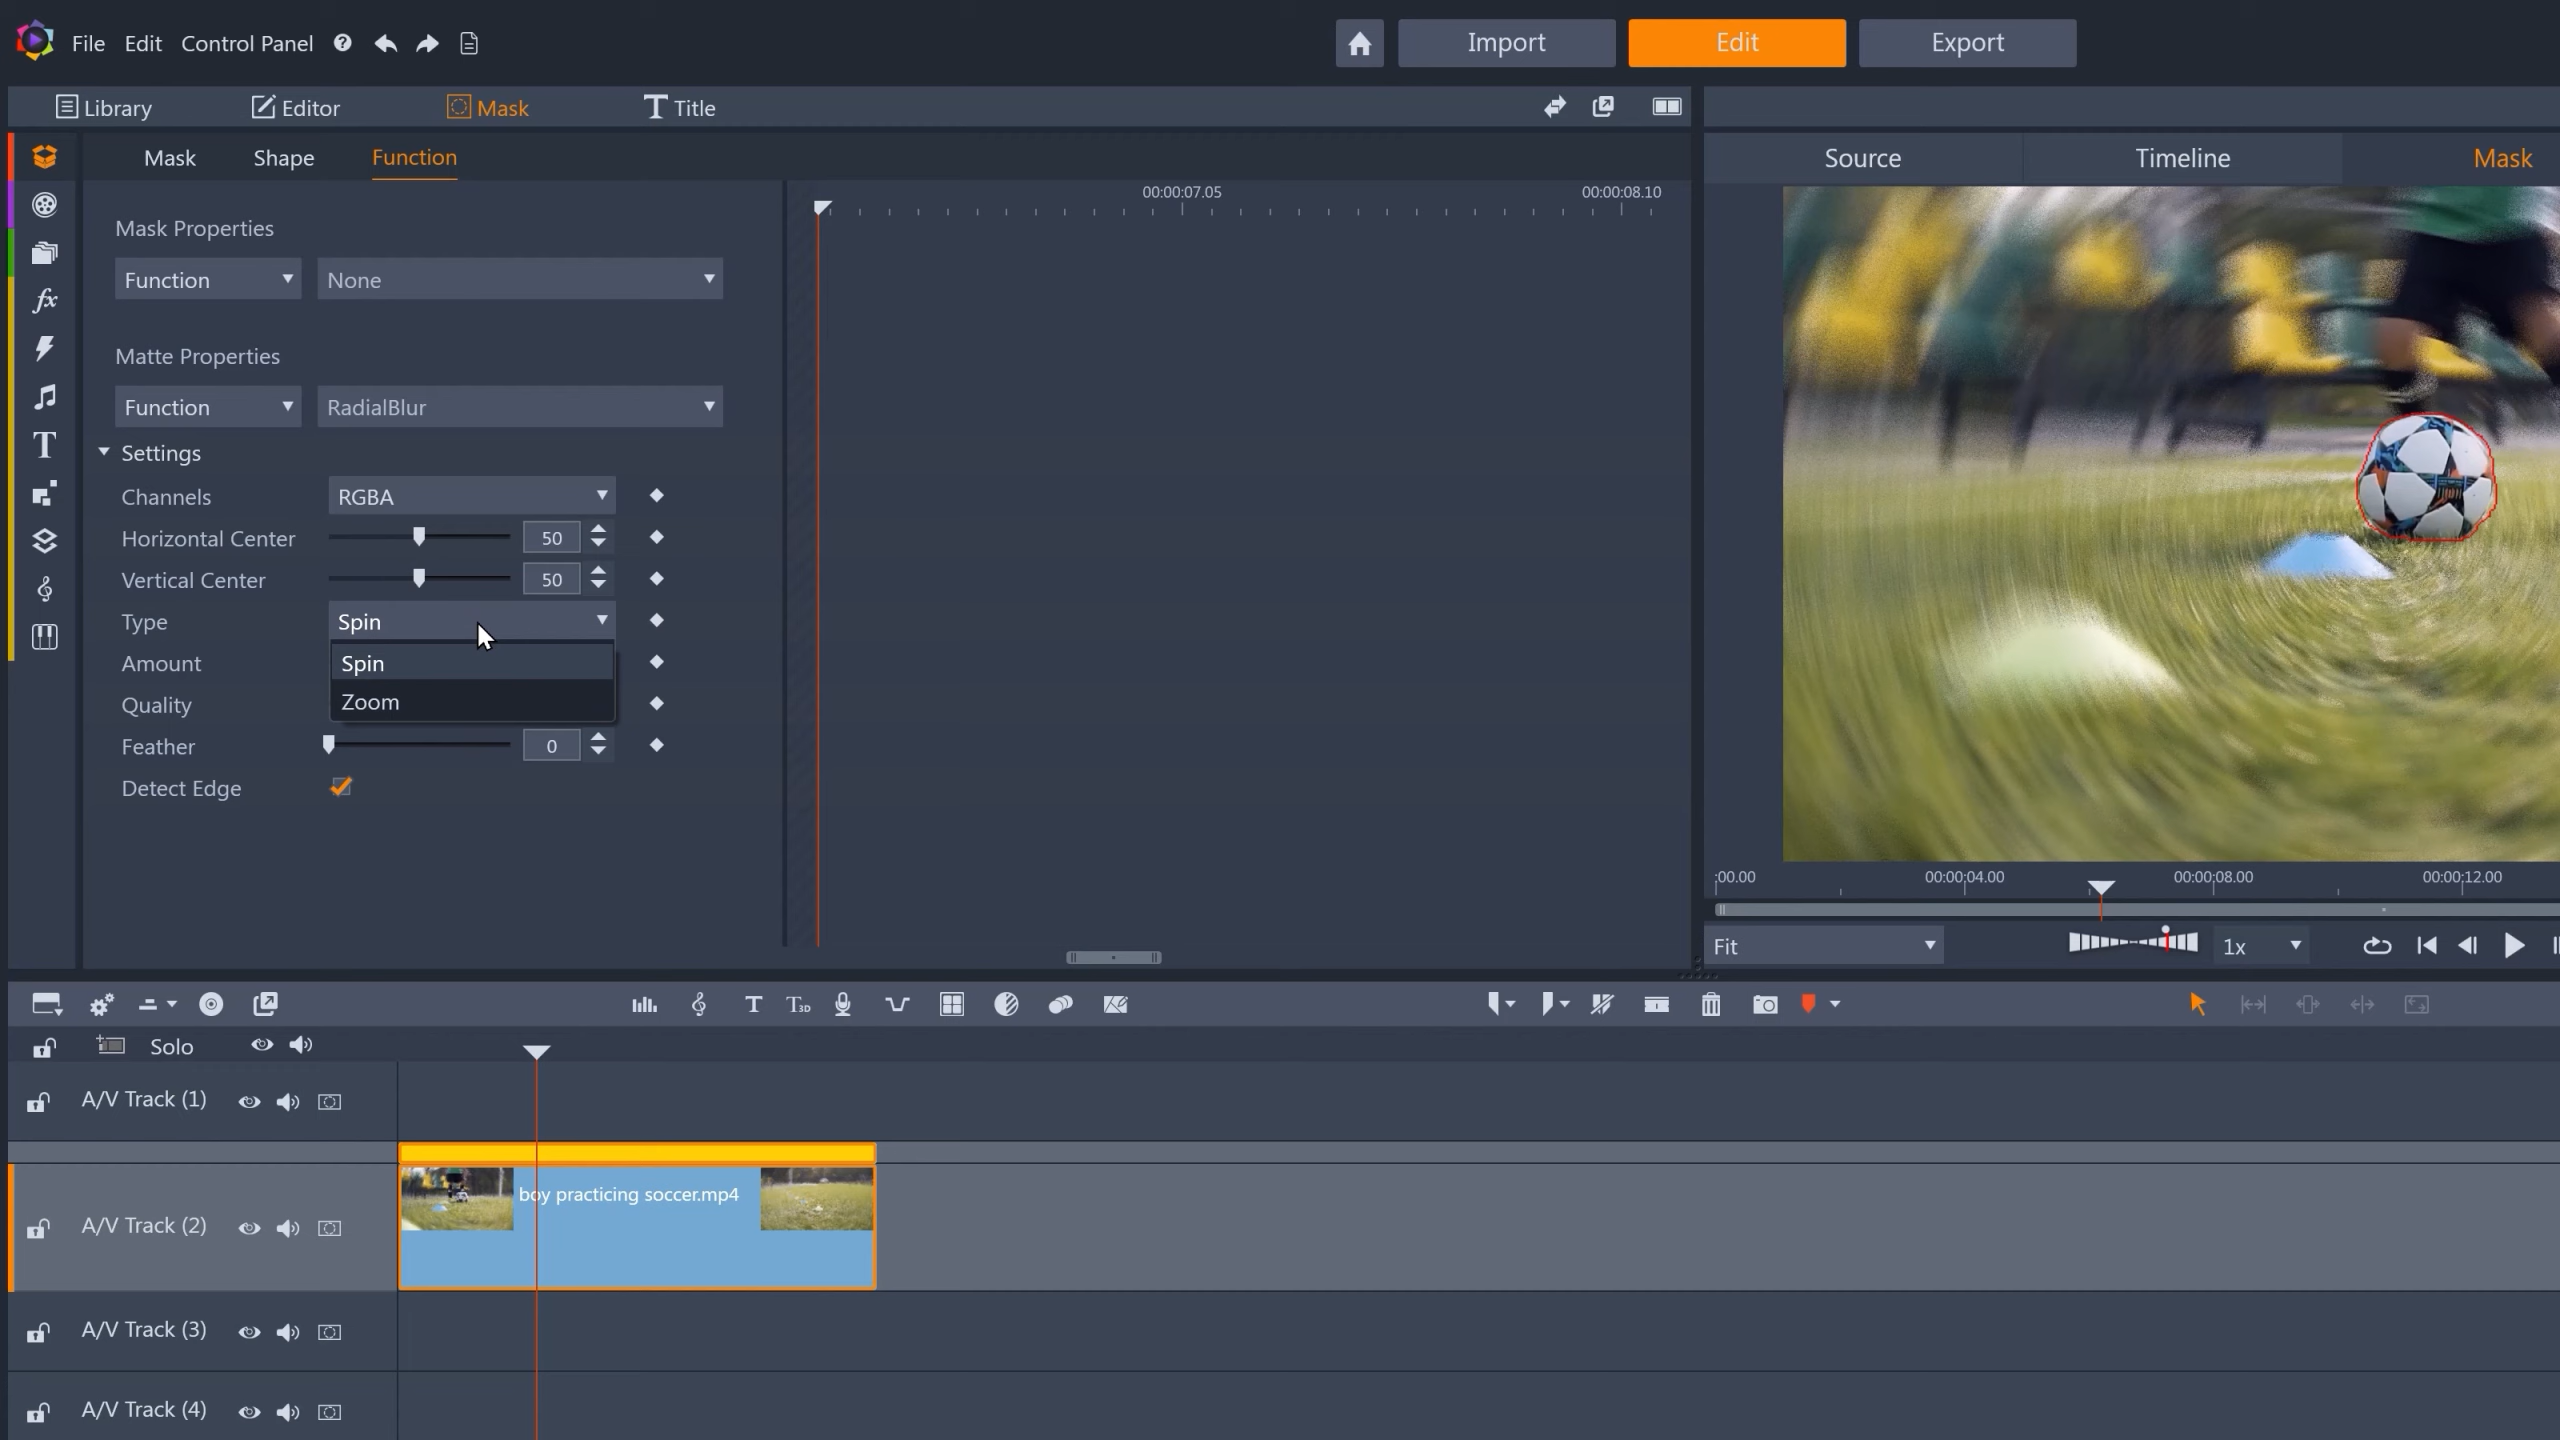 File Edit Control Panel
Import Edit Export
Library Editor Mask Title
Mask Shape Function
Source Timeline Mask
00:00:07.05 00:00:08.10
Mask Properties
Function None
Matte Properties
Function RadialBlur
Settings
Channels RGBA
Horizontal Center 50
Vertical Center 50
Type Spin
Amount Spin
Quality Zoom
Feather 0
Detect Edge
:00.00 00:00:04.00 00:00:08.00 00:00:12.00
Fit 1x
Solo
A/V Track (1)
A/V Track (2) boy practicing soccer.mp4
A/V Track (3)
A/V Track (4)